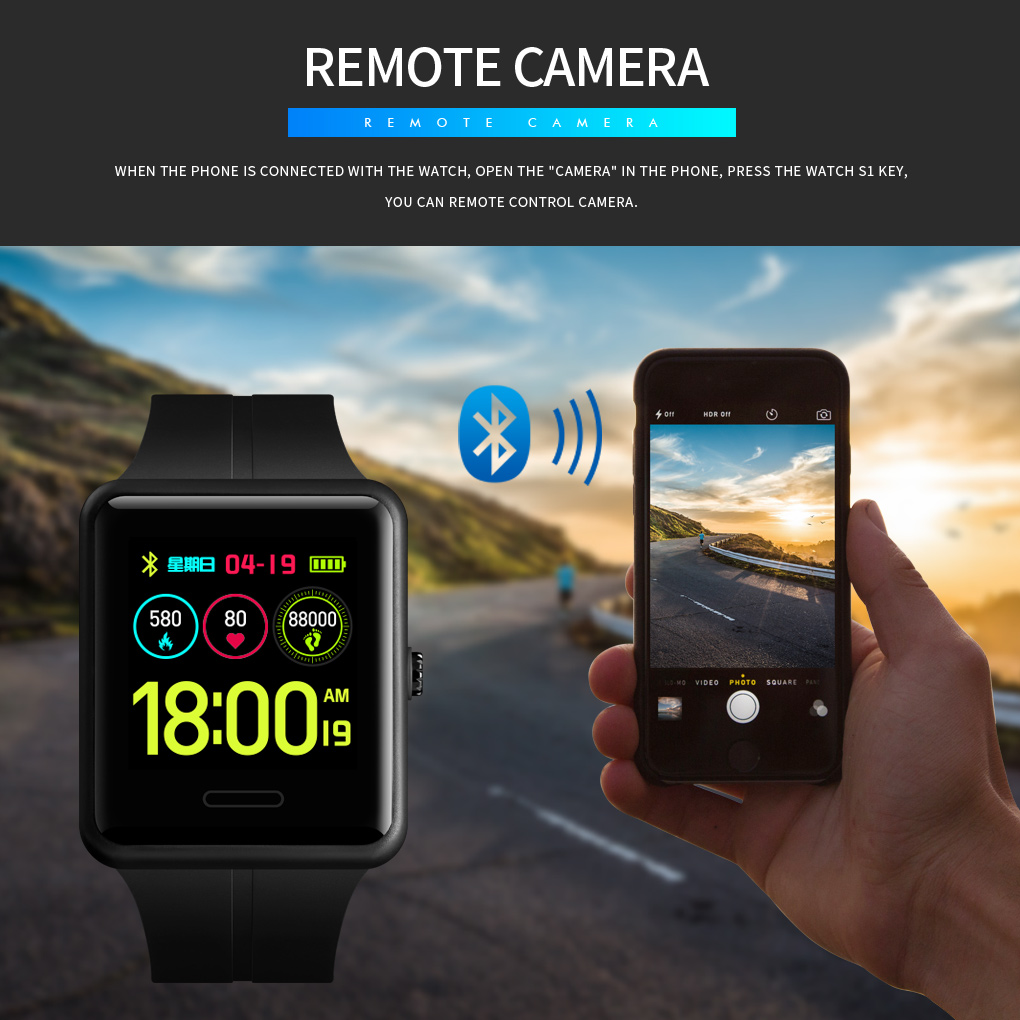 REMOTE CAMERA
REMOTE CAMERA
WHEN THE PHONE IS CONNECTED WITH THE WATCH, OPEN THE "CAMERA" IN THE PHONE, PRESS THE WATCH S1 KEY,
YOU CAN REMOTE CONTROL CAMERA.
Off HDR Off
星期日 04-19
580 80 88000
18:00 AM 19
VIDEO PHOTO SQUARE